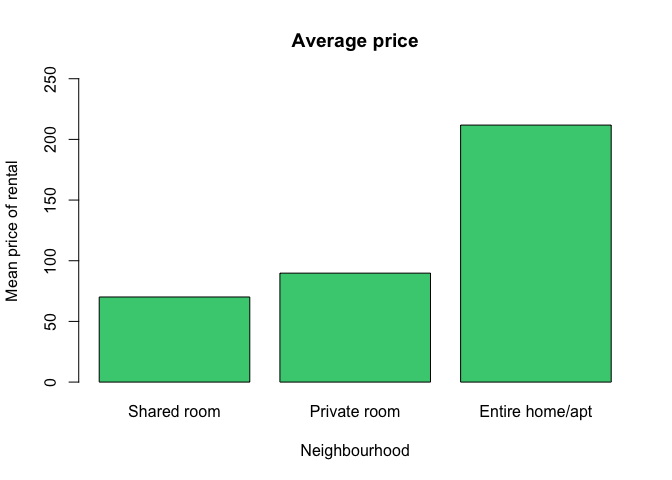 Average price
Mean price of rental
250
200
150
100
50
0
Shared room Private room Entire home/apt
Neighbourhood